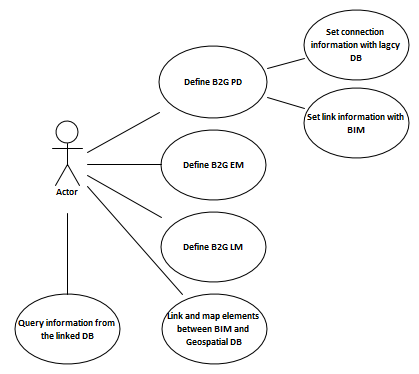 Set connection
information with lagcy
DB
Define B2G PD
Set link information with
BIM
Define B2G EM
Actor
Define B2G LM
Query information from
the linked DB
Link and map elements
between BIM and
Geospatial DB